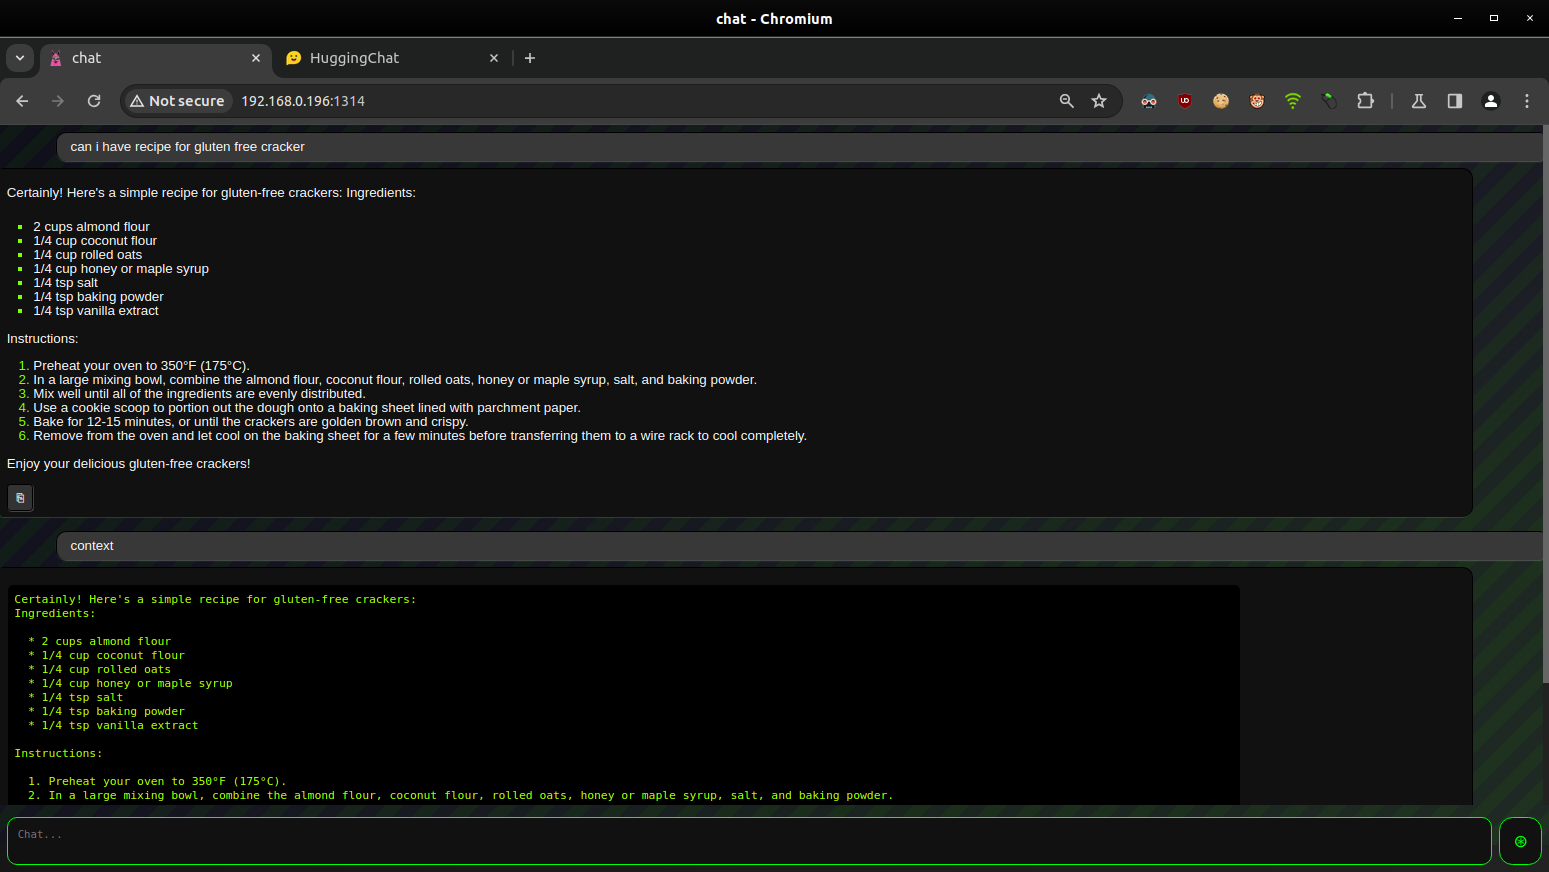 chat - Chromium
chat
HuggingChat
Not secure
192.168.0.196:1314
can i have recipe for gluten free cracker
Certainly! Here's a simple recipe for gluten-free crackers: Ingredients:
2 cups almond flour
1/4 cup coconut flour
1/4 cup rolled oats
1/4 cup honey or maple syrup
1/4 tsp salt
1/4 tsp baking powder
1/4 tsp vanilla extract
Instructions:
1. Preheat your oven to 350°F (175°C).
2. In a large mixing bowl, combine the almond flour, coconut flour, rolled oats, honey or maple syrup, salt, and baking powder.
3. Mix well until all of the ingredients are evenly distributed.
4. Use a cookie scoop to portion out the dough onto a baking sheet lined with parchment paper.
5. Bake for 12-15 minutes, or until the crackers are golden brown and crispy.
6. Remove from the oven and let cool on the baking sheet for a few minutes before transferring them to a wire rack to cool completely.
Enjoy your delicious gluten-free crackers!
context
Certainly! Here's a simple recipe for gluten-free crackers:
Ingredients:
* 2 cups almond flour
* 1/4 cup coconut flour
* 1/4 cup rolled oats
* 1/4 cup honey or maple syrup
* 1/4 tsp salt
* 1/4 tsp baking powder
* 1/4 tsp vanilla extract
Instructions:
1. Preheat your oven to 350°F (175°C).
2. In a large mixing bowl, combine the almond flour, coconut flour, rolled oats, honey or maple syrup, salt, and baking powder.
Chat...